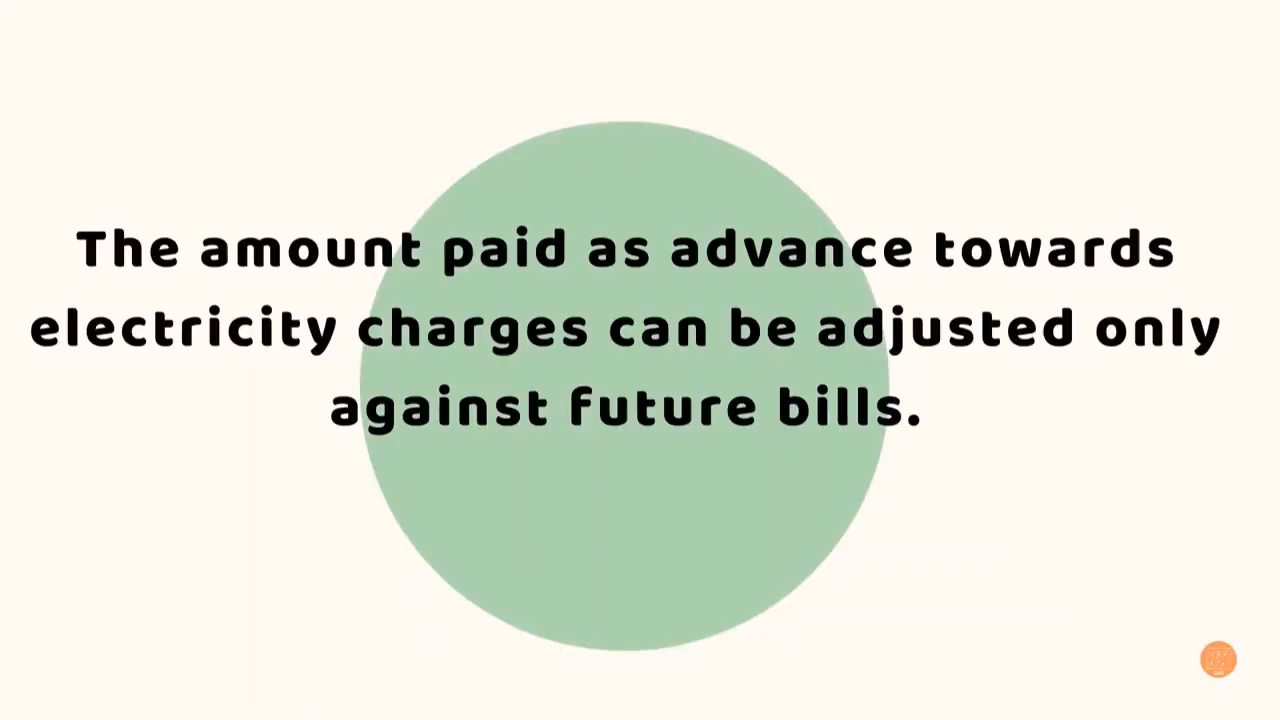 The amount paid as advance towards
electricity charges can be adjusted only
against future bills.